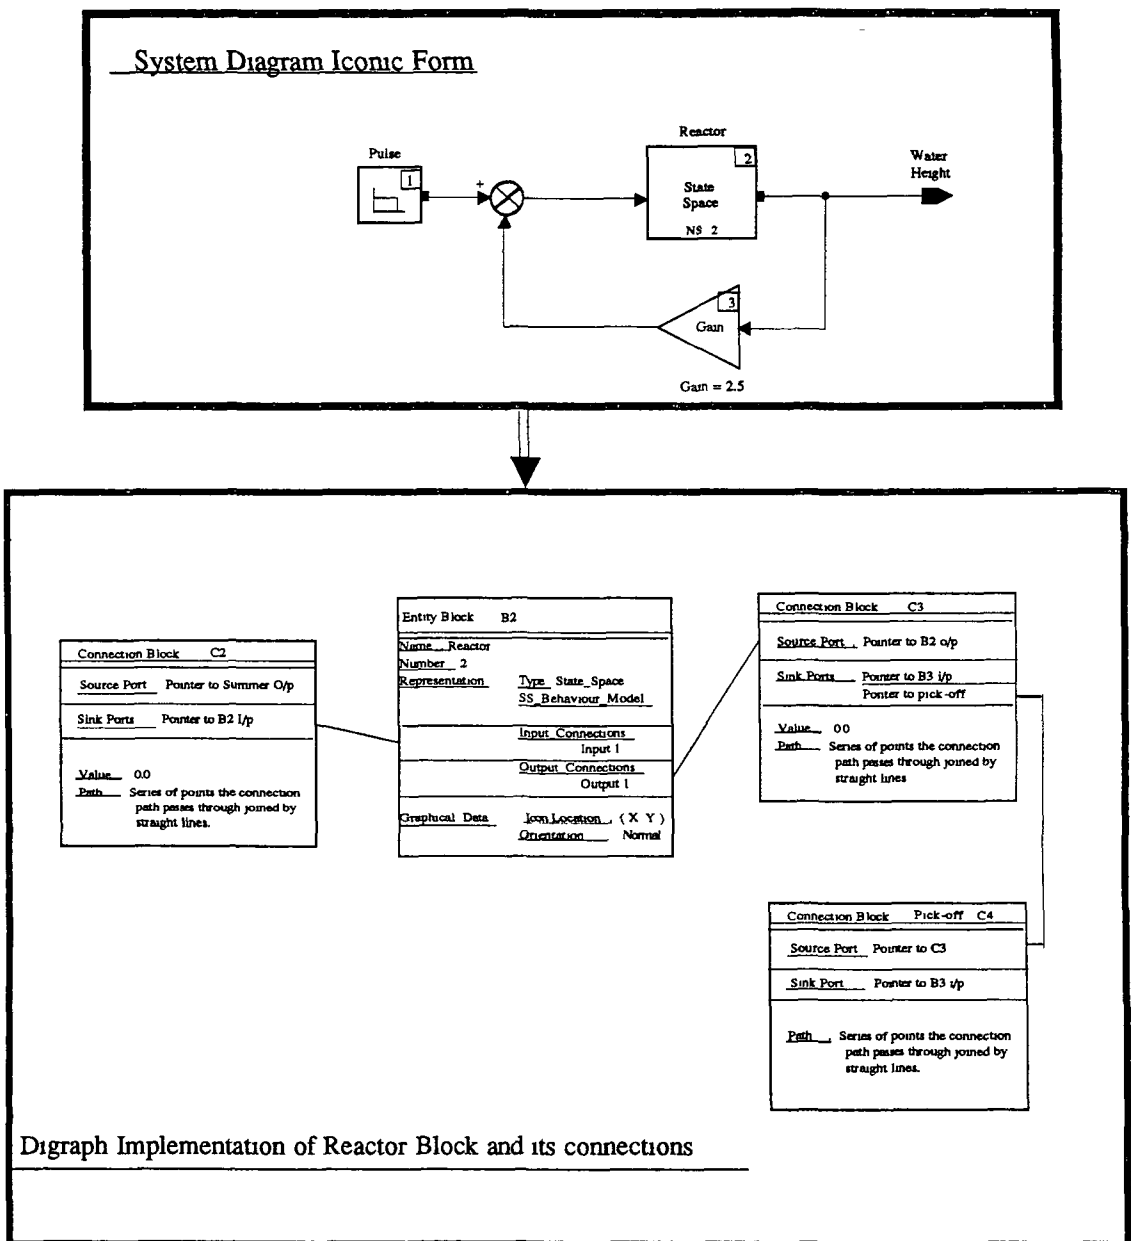 System Diagram Iconic Form
Reactor
Pulse
1
2
Water
Height
+
State
Space
NS 2
3
Gain
Gain = 2.5
Connection Block C2
Source Port Pointer to Summer O/p
Sink Ports Pointer to B2 I/p
Value 0.0
Path Series of points the connection
path passes through joined by
straight lines.
Entity Block B2
Name Reactor
Number 2
Representation Type State_Space
SS_Behaviour_Model
Input Connections
Input 1
Output Connections
Output 1
Graphical Data Icon Location (X Y)
Orientation Normal
Connection Block C3
Source Port Pointer to B2 o/p
Sink Ports Pointer to B3 i/p
Pointer to pick-off
Value 00
Path Series of points the connection
path passes through joined by
straight lines
Connection Block Pick-off C4
Source Port Pointer to C3
Sink Port Pointer to B3 i/p
Path Series of points the connection
path passes through joined by
straight lines.
Digraph Implementation of Reactor Block and its connections